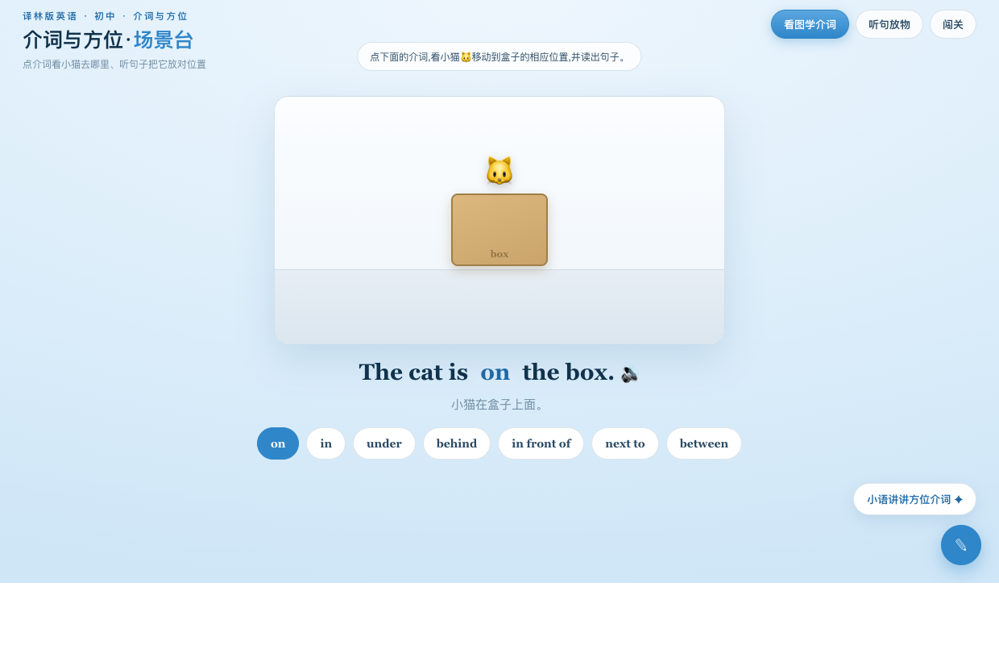 译林版英语 · 初中 · 介词与方位
介词与方位·场景台
点介词看小猫去哪里、听句子把它放对位置
看图学介词
听句放物
闯关
点下面的介词,看小猫🐱移动到盒子的相应位置,并读出句子。
box
The cat is on the box. 🔈
小猫在盒子上面。
on
in
under
behind
in front of
next to
between
小语讲讲方位介词 ✦
✎